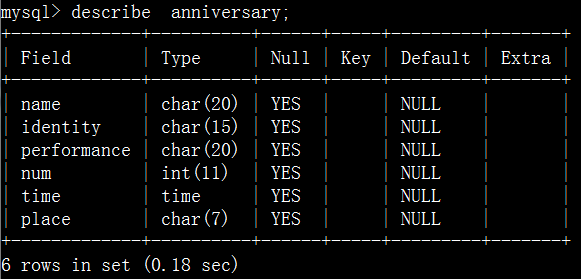 mysql> describe  anniversary;
+-------------+----------+------+-----+---------+-------+
| Field       | Type     | Null | Key | Default | Extra |
+-------------+----------+------+-----+---------+-------+
| name        | char(20) | YES  |     | NULL    |       |
| identity    | char(15) | YES  |     | NULL    |       |
| performance | char(20) | YES  |     | NULL    |       |
| num         | int(11)  | YES  |     | NULL    |       |
| time        | time     | YES  |     | NULL    |       |
| place       | char(7)  | YES  |     | NULL    |       |
+-------------+----------+------+-----+---------+-------+
6 rows in set (0.18 sec)